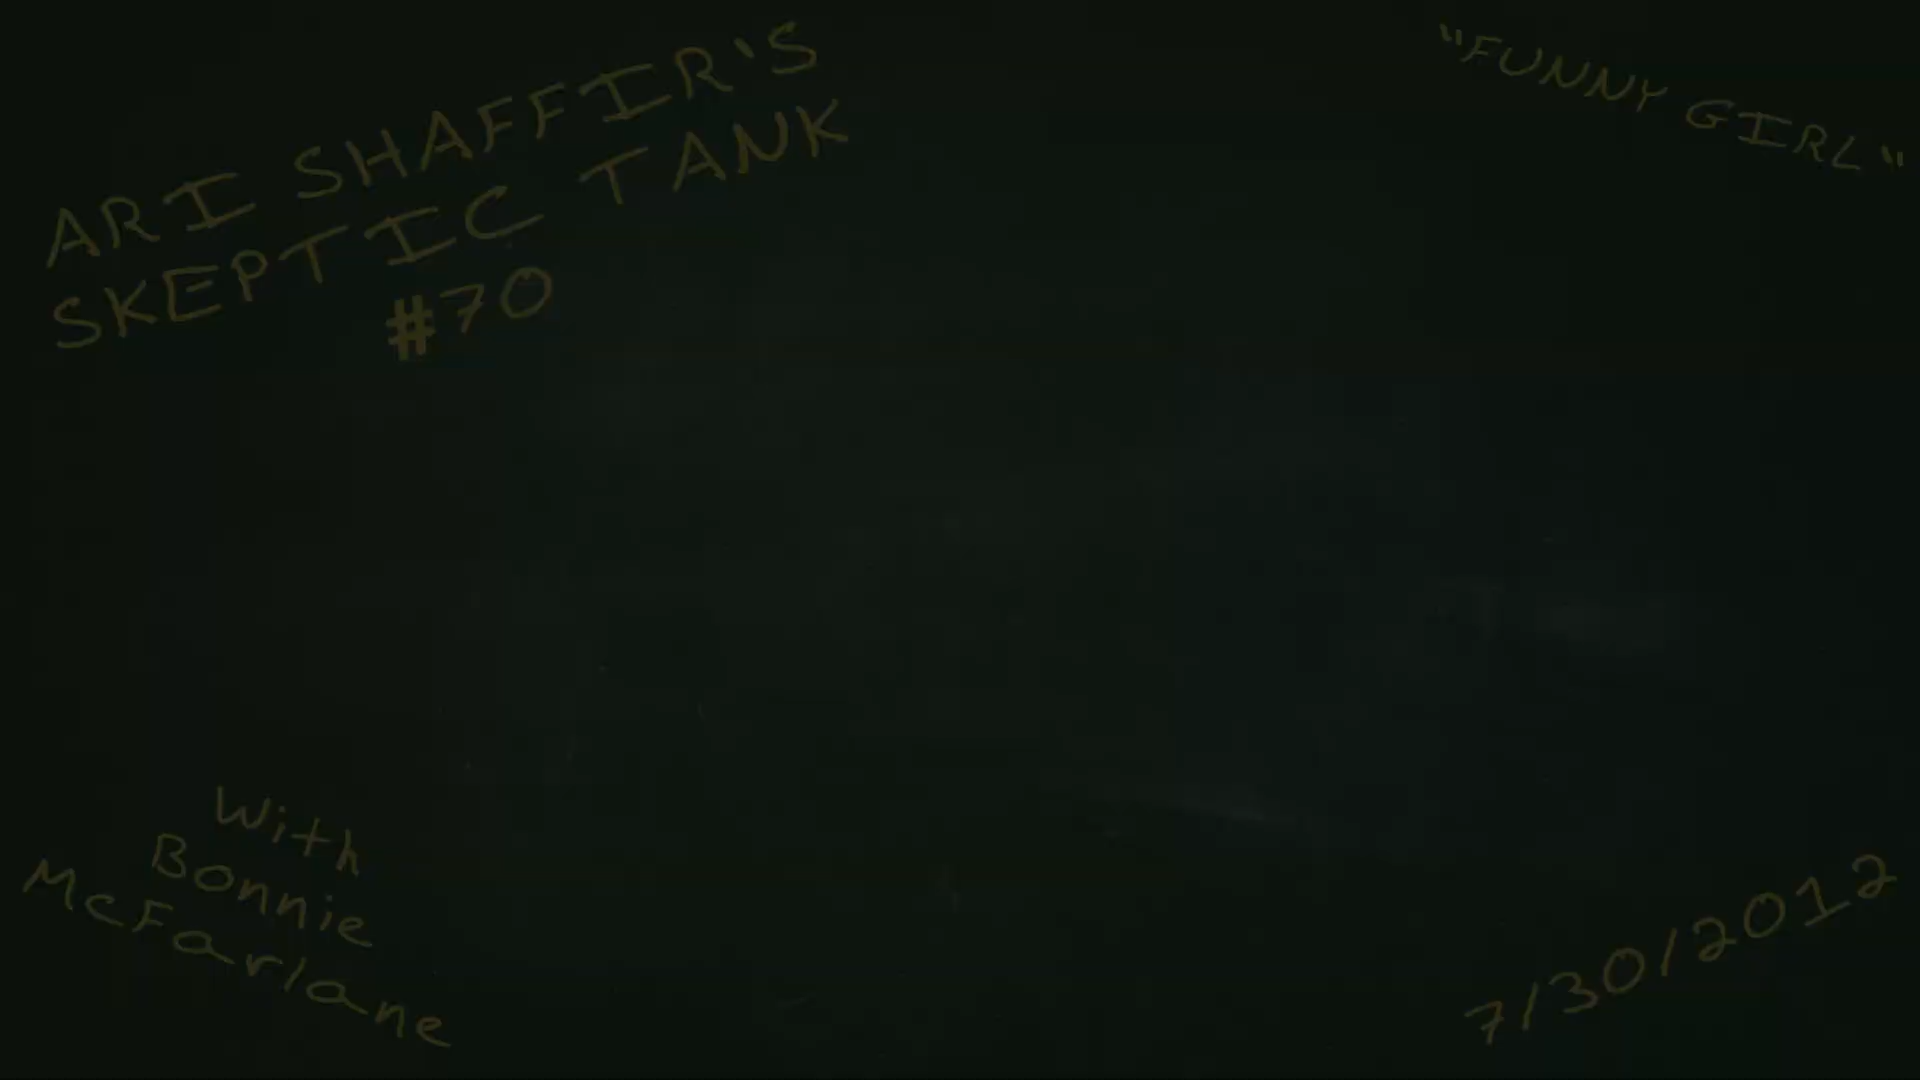 ARI SHAFFIR'S
SKEPTIC TANK
#70
"FUNNY GIRL"
With
Bonnie
McFarlane
7/30/2012